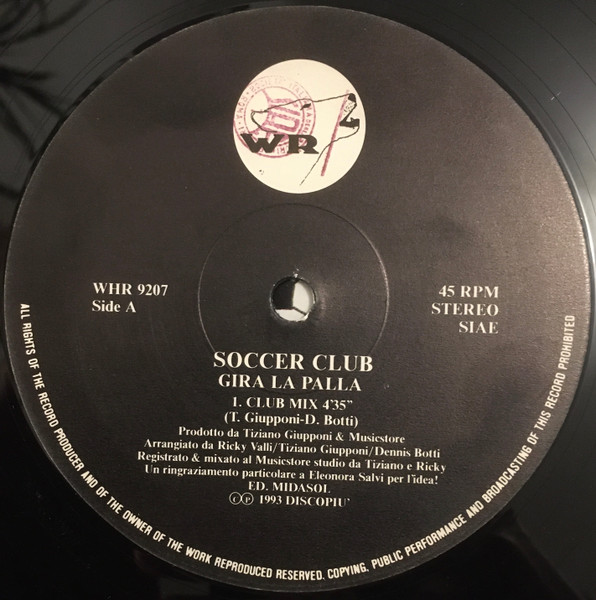 WR
WHR 9207
Side A
45 RPM
STEREO
SIAE
SOCCER CLUB
GIRA LA PALLA
1. CLUB MIX 4'35"
(T. Giupponi-D. Botti)
Prodotto da Tiziano Giupponi & Musicstore
Arrangiato da Ricky Valli/Tiziano Giupponi/Dennis Botti
Registrato & mixato al Musicstore studio da Tiziano e Ricky
Un ringraziamento particolare a Eleonora Salvi per l'idea!
ED. MIDASOL
©℗ 1993 DISCOPIU'
ALL RIGHTS OF THE RECORD PRODUCER AND OF THE OWNER OF THE WORK REPRODUCED RESERVED. COPYING, PUBLIC PERFORMANCE AND BROADCASTING OF THIS RECORD PROHIBITED